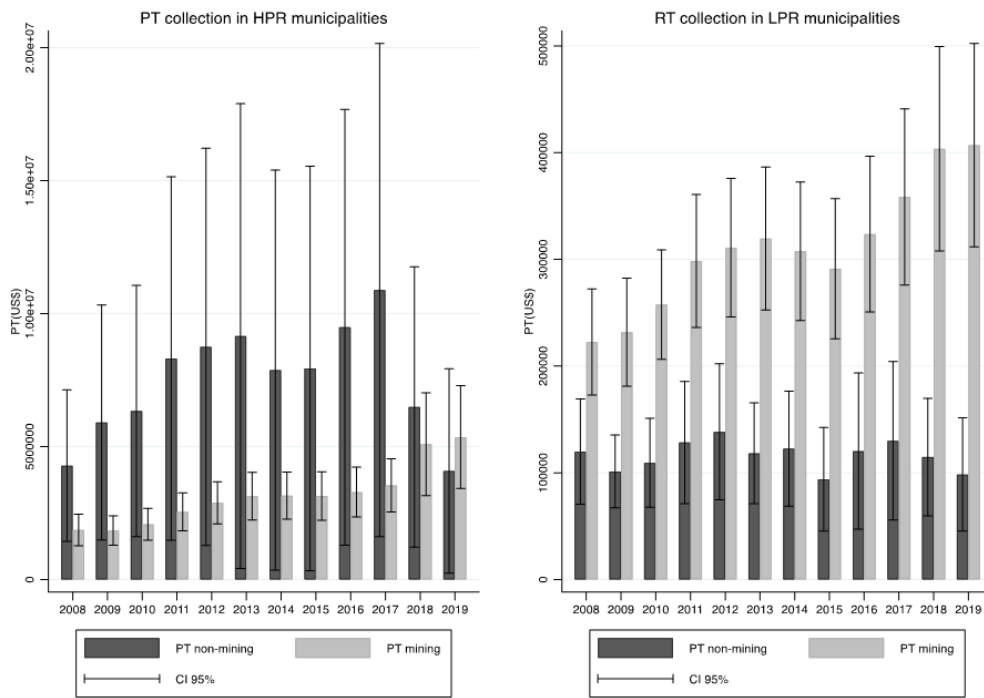 PT collection in HPR municipalities
PT(US$)
2.00e+07
1.50e+07
1.00e+07
5000000
0
2008 2009 2010 2011 2012 2013 2014 2015 2016 2017 2018 2019
PT non-mining PT mining
CI 95%
RT collection in LPR municipalities
PT(US$)
500000
400000
300000
200000
100000
0
2008 2009 2010 2011 2012 2013 2014 2015 2016 2017 2018 2019
PT non-mining PT mining
CI 95%